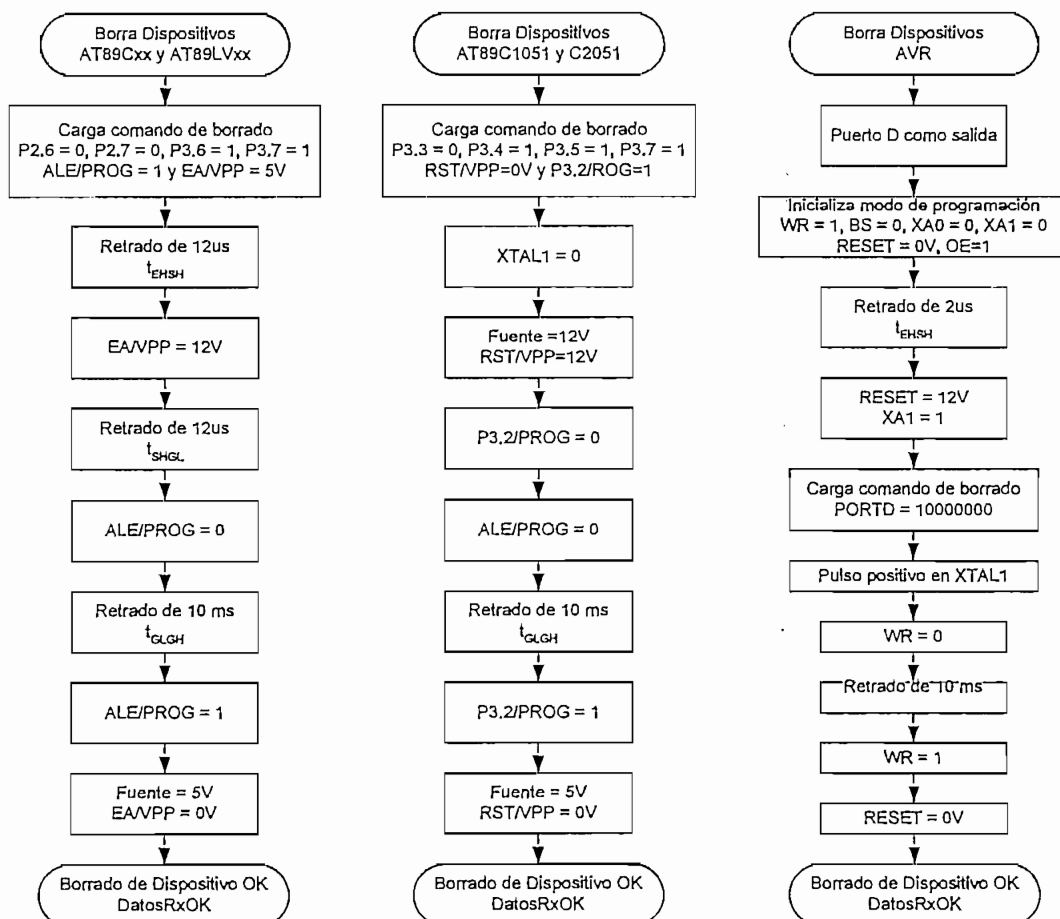 Borra Dispositivos
AT89Cxx y AT89LVxx
Carga comando de borrado
P2.6 = 0, P2.7 = 0, P3.6 = 1, P3.7 = 1
ALE/PROG = 1 y EA/VPP = 5V
Retrado de 12us
tEHSH
EA/VPP = 12V
Retrado de 12us
tSHGL
ALE/PROG = 0
Retrado de 10 ms
tGLGH
ALE/PROG = 1
Fuente = 5V
EA/VPP = 0V
Borrado de Dispositivo OK
DatosRxOK
Borra Dispositivos
AT89C1051 y C2051
Carga comando de borrado
P3.3 = 0, P3.4 = 1, P3.5 = 1, P3.7 = 1
RST/VPP=0V y P3.2/ROG=1
XTAL1 = 0
Fuente =12V
RST/VPP=12V
P3.2/PROG = 0
ALE/PROG = 0
Retrado de 10 ms
tGLGH
P3.2/PROG = 1
Fuente = 5V
RST/VPP = 0V
Borrado de Dispositivo OK
DatosRxOK
Borra Dispositivos
AVR
Puerto D como salida
Inicializa modo de programación
WR = 1, BS = 0, XA0 = 0, XA1 = 0
RESET = 0V, OE=1
Retrado de 2us
tEHSH
RESET = 12V
XA1 = 1
Carga comando de borrado
PORTD = 10000000
Pulso positivo en XTAL1
WR = 0
Retrado de 10 ms
WR = 1
RESET = 0V
Borrado de Dispositivo OK
DatosRxOK